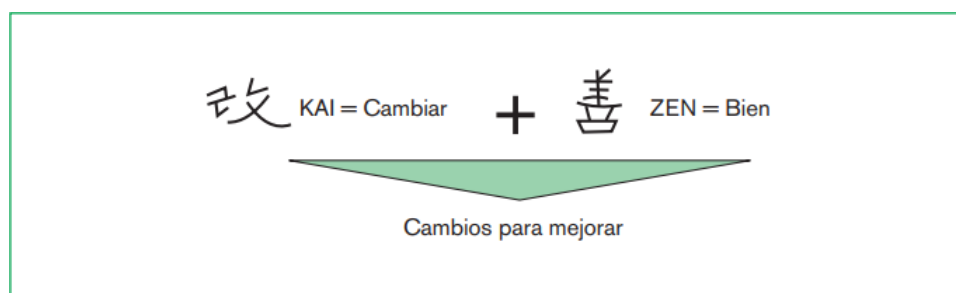 改 KAI = Cambiar + 善 ZEN = Bien
Cambios para mejorar